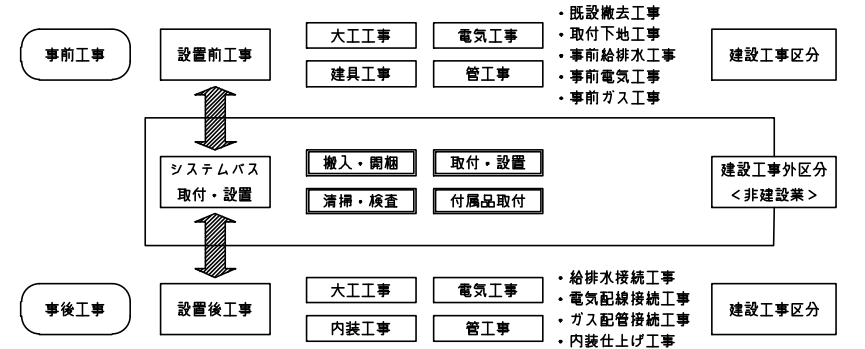 事前工事
設置前工事
大工工事
電気工事
建具工事
管工事
・既設撤去工事
・取付下地工事
・事前給排水工事
・事前電気工事
・事前ガス工事
建設工事区分
システムバス
取付・設置
搬入・開梱
取付・設置
清掃・検査
付属品取付
建設工事外区分
<非建設業>
事後工事
設置後工事
大工工事
電気工事
内装工事
管工事
・給排水接続工事
・電気配線接続工事
・ガス配管接続工事
・内装仕上げ工事
建設工事区分